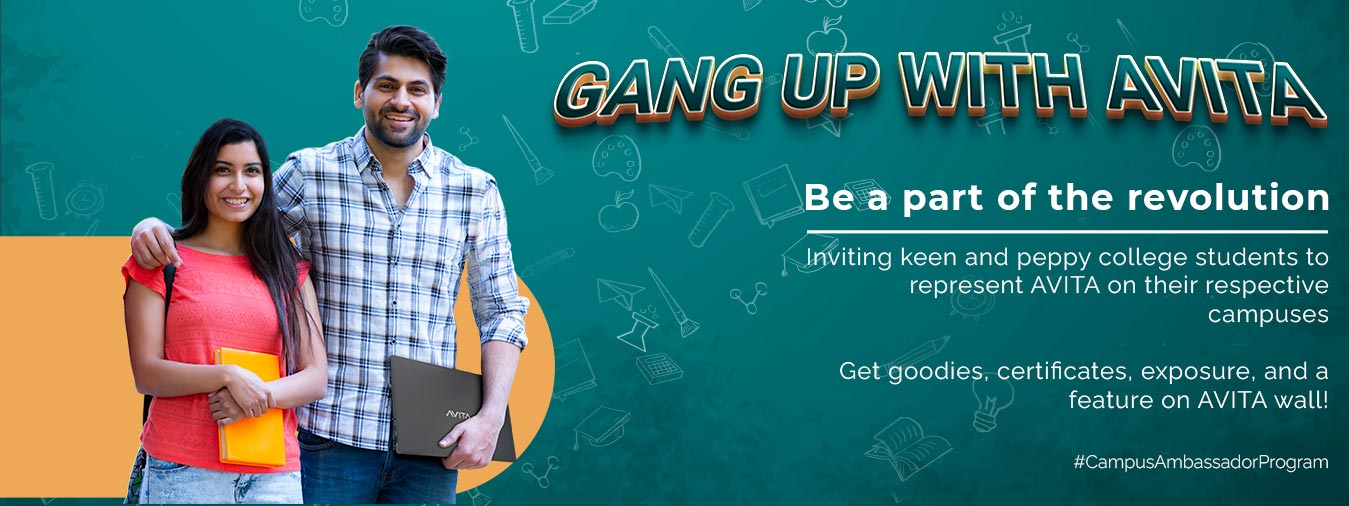 GANG UP WITH AVITA
Be a part of the revolution
Inviting keen and peppy college students to
represent AVITA on their respective
campuses
Get goodies, certificates, exposure, and a
feature on AVITA wall!
#CampusAmbassadorProgram
AVITA